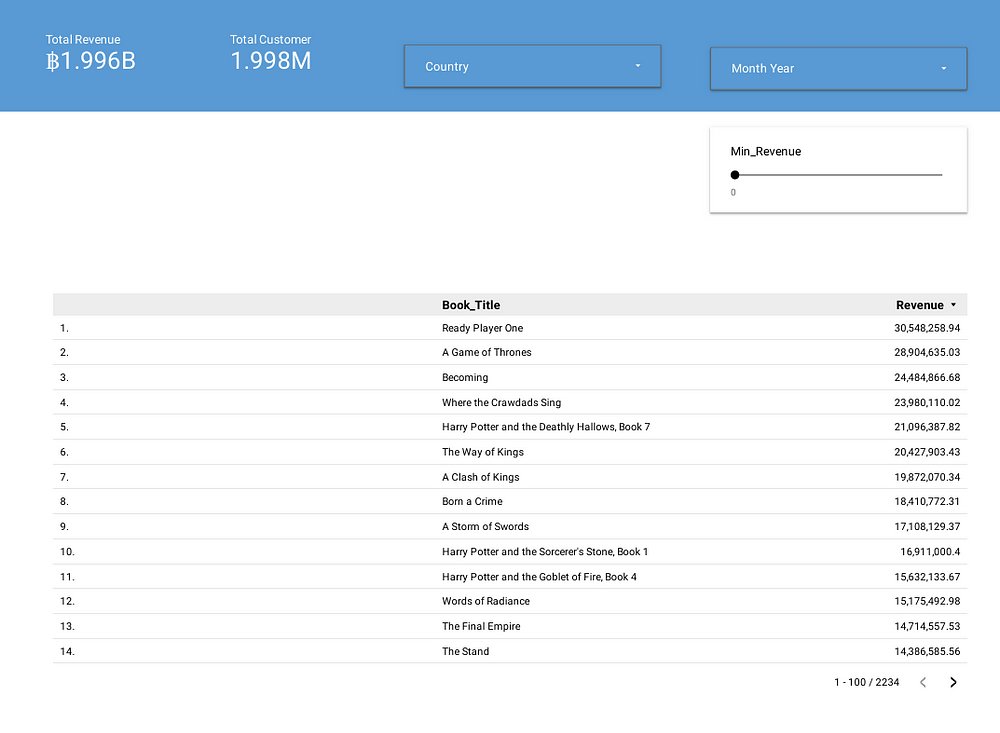 Total Revenue
฿1.996B
Total Customer
1.998M
Country
Month Year
Min_Revenue
0
Book_Title Revenue
1. Ready Player One 30,548,258.94
2. A Game of Thrones 28,904,635.03
3. Becoming 24,484,866.68
4. Where the Crawdads Sing 23,980,110.02
5. Harry Potter and the Deathly Hallows, Book 7 21,096,387.82
6. The Way of Kings 20,427,903.43
7. A Clash of Kings 19,872,070.34
8. Born a Crime 18,410,772.31
9. A Storm of Swords 17,108,129.37
10. Harry Potter and the Sorcerer's Stone, Book 1 16,911,000.4
11. Harry Potter and the Goblet of Fire, Book 4 15,632,133.67
12. Words of Radiance 15,175,492.98
13. The Final Empire 14,714,557.53
14. The Stand 14,386,585.56
1 - 100 / 2234